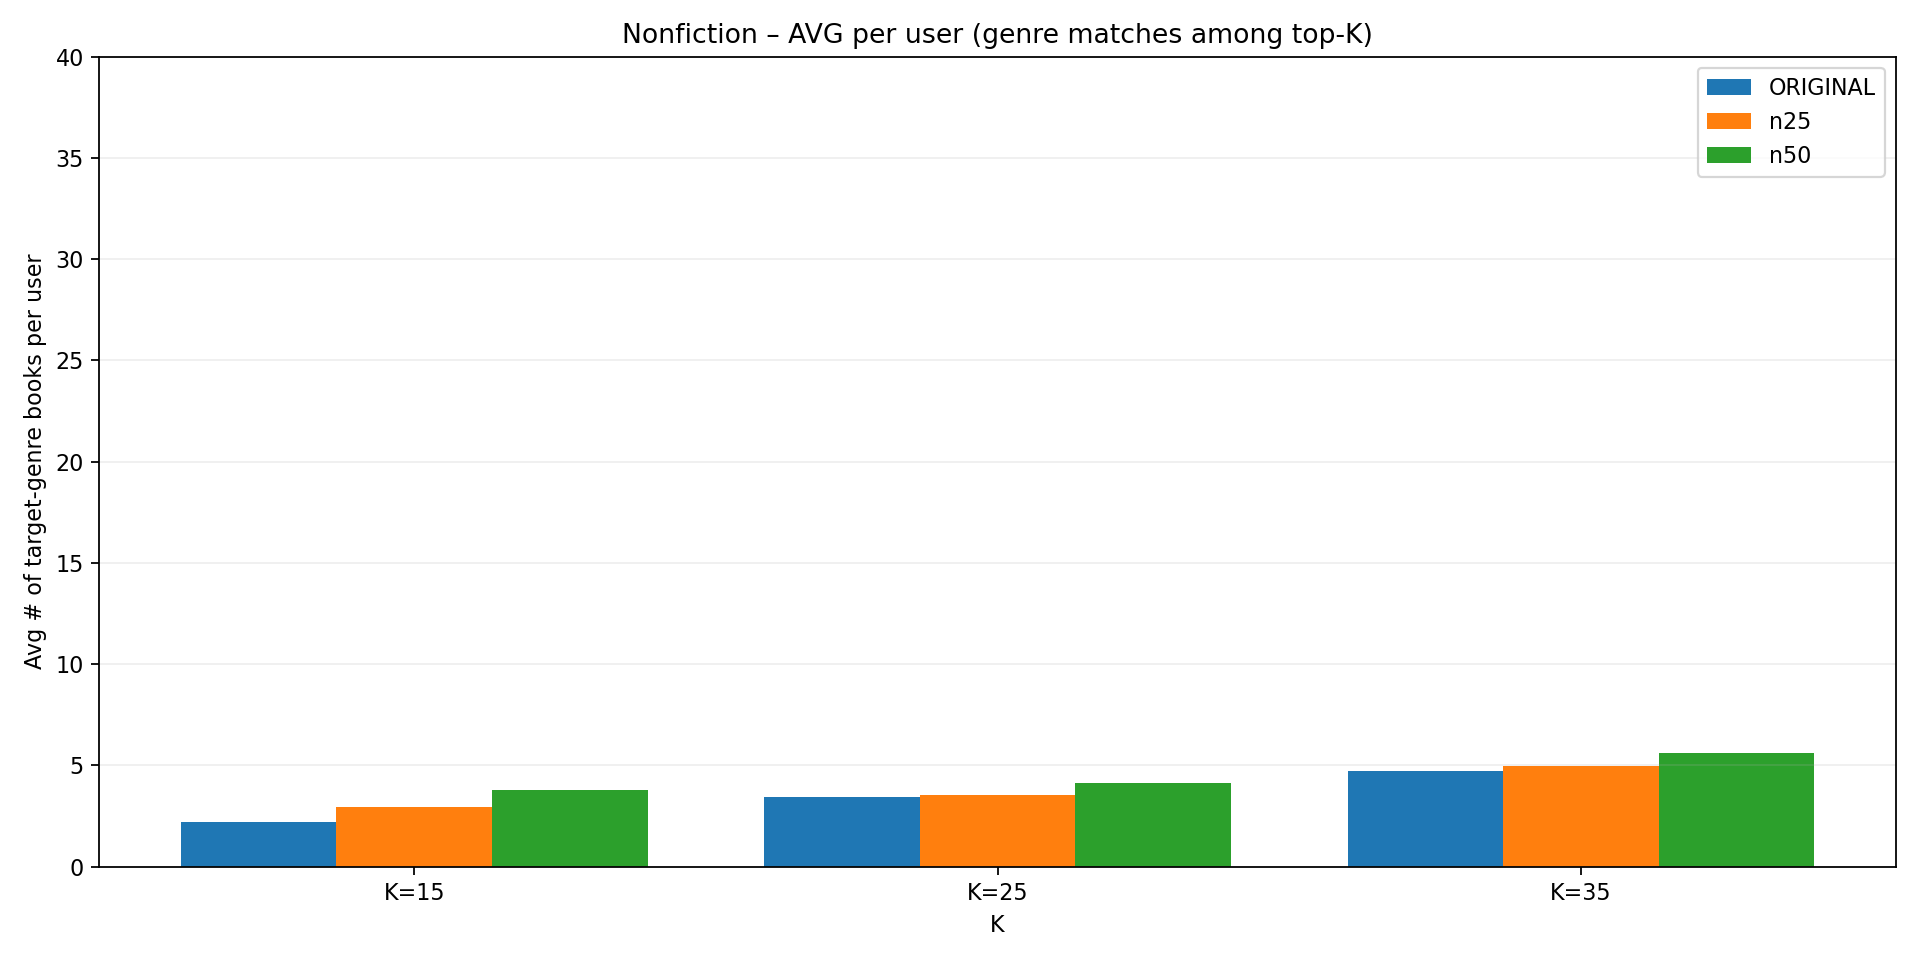 Nonfiction – AVG per user (genre matches among top-K)
ORIGINAL
n25
n50
Avg # of target-genre books per user
40
35
30
25
20
15
10
5
0
K=15
K=25
K=35
K